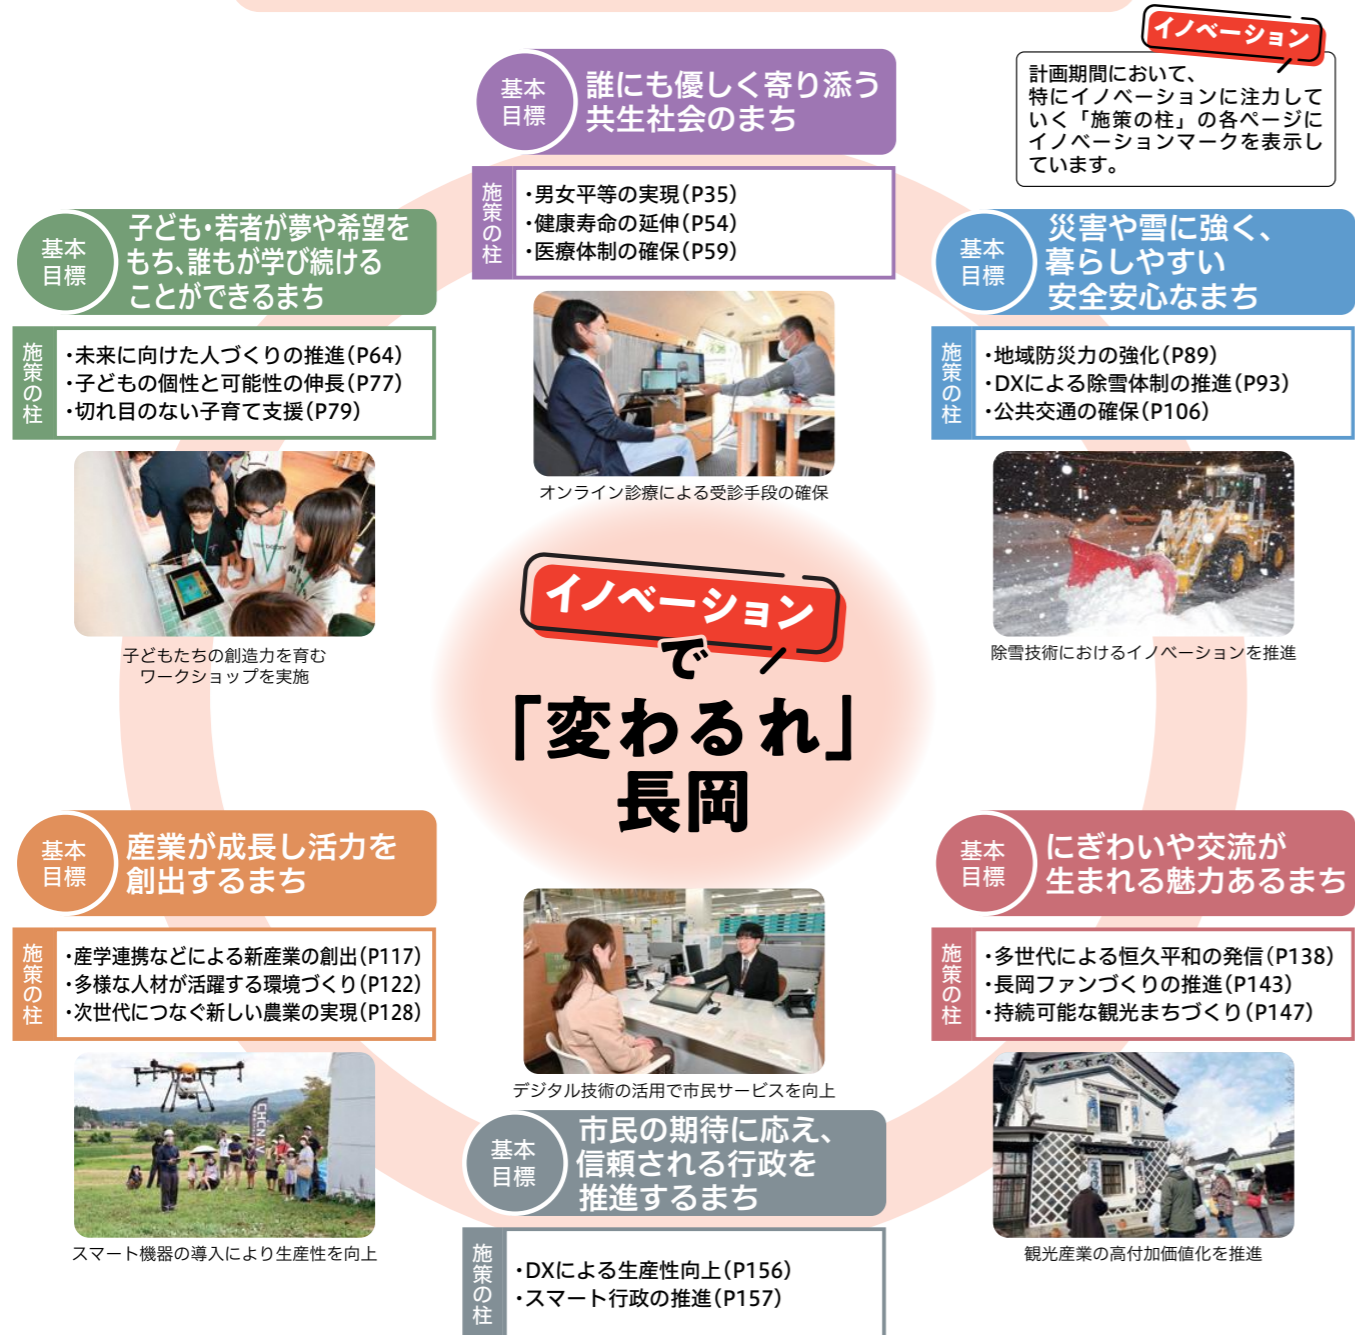 イノベーション
計画期間において、
特にイノベーションに注力して
いく「施策の柱」の各ページに
イノベーションマークを表示し
ています。
基本
目標
誰にも優しく寄り添う
共生社会のまち
施策の柱
・男女平等の実現(P35)
・健康寿命の延伸(P54)
・医療体制の確保(P59)
オンライン診療による受診手段の確保
基本
目標
子ども・若者が夢や希望を
もち、誰もが学び続ける
ことができるまち
施策の柱
・未来に向けた人づくりの推進(P64)
・子どもの個性と可能性の伸長(P77)
・切れ目のない子育て支援(P79)
子どもたちの創造力を育む
ワークショップを実施
基本
目標
災害や雪に強く、
暮らしやすい
安全安心なまち
施策の柱
・地域防災力の強化(P89)
・DXによる除雪体制の推進(P93)
・公共交通の確保(P106)
除雪技術におけるイノベーションを推進
イノベーション
で
「変わるれ」
長岡
基本
目標
産業が成長し活力を
創出するまち
施策の柱
・産学連携などによる新産業の創出(P117)
・多様な人材が活躍する環境づくり(P122)
・次世代につなぐ新しい農業の実現(P128)
CHCNAV
スマート機器の導入により生産性を向上
デジタル技術の活用で市民サービスを向上
基本
目標
市民の期待に応え、
信頼される行政を
推進するまち
施策の柱
・DXによる生産性向上(P156)
・スマート行政の推進(P157)
基本
目標
にぎわいや交流が
生まれる魅力あるまち
施策の柱
・多世代による恒久平和の発信(P138)
・長岡ファンづくりの推進(P143)
・持続可能な観光まちづくり(P147)
観光産業の高付加価値化を推進